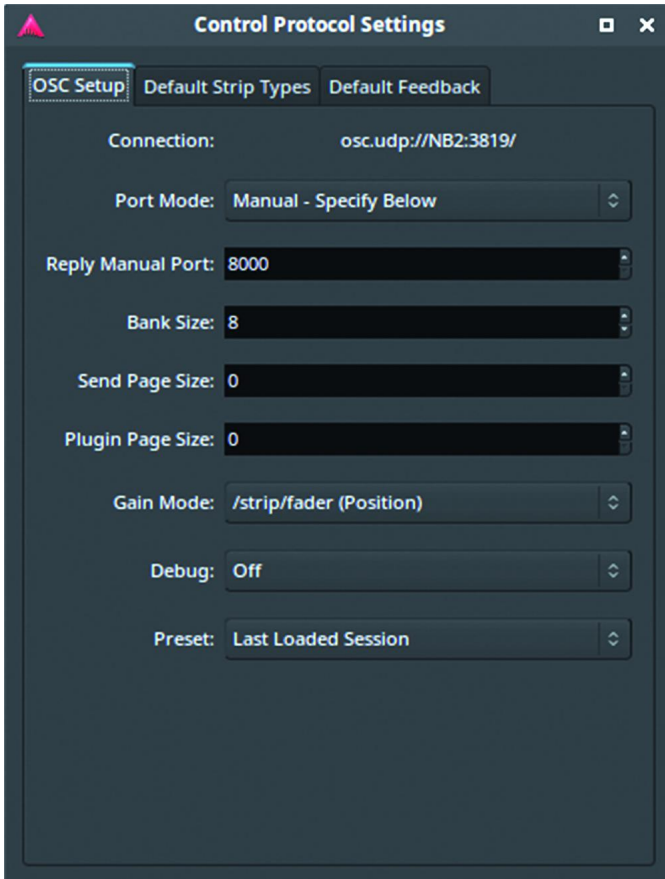 Control Protocol Settings
OSC Setup Default Strip Types Default Feedback
Connection: osc.udp://NB2:3819/
Port Mode: Manual - Specify Below
Reply Manual Port: 8000
Bank Size: 8
Send Page Size: 0
Plugin Page Size: 0
Gain Mode: /strip/fader (Position)
Debug: Off
Preset: Last Loaded Session